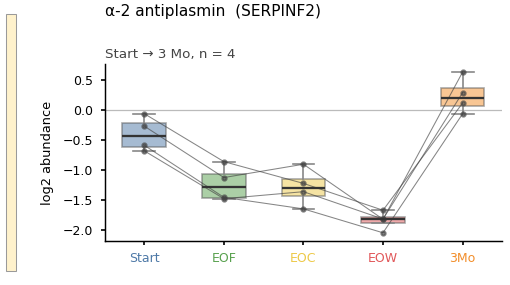 α-2 antiplasmin (SERPINF2)
Start → 3 Mo, n = 4
log2 abundance
0.5
0.0
−0.5
−1.0
−1.5
−2.0
Start EOF EOC EOW 3Mo